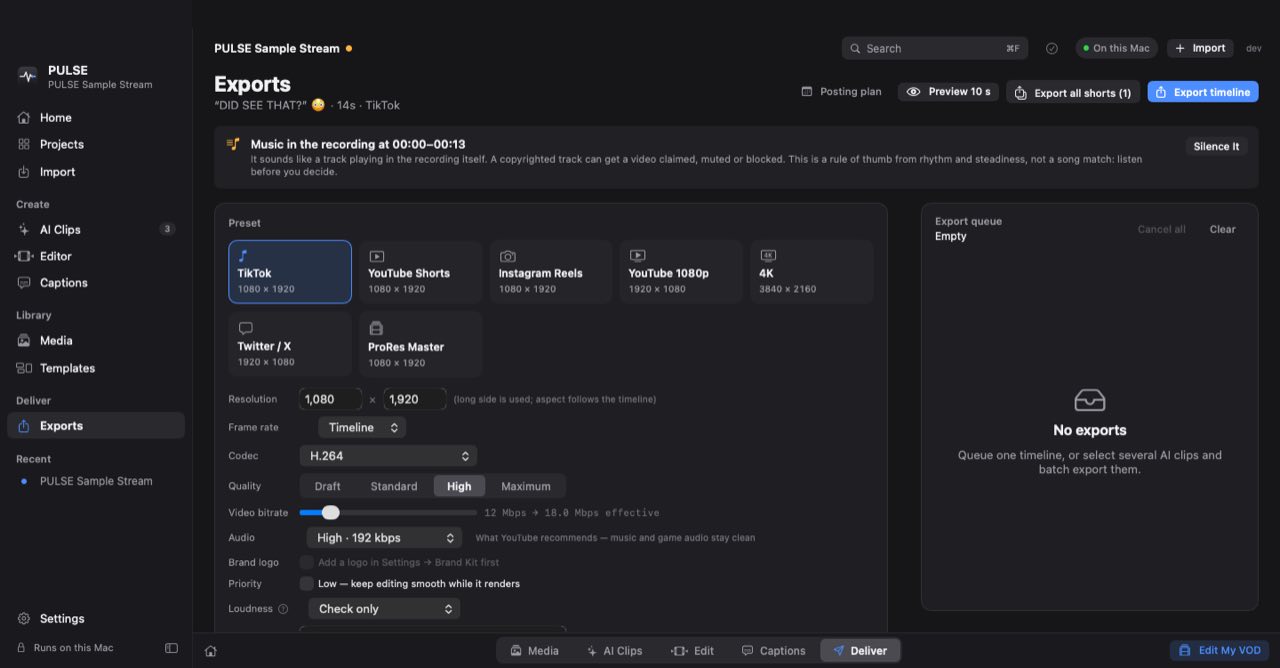 PULSE
PULSE Sample Stream
Home
Projects
Import
Create
AI Clips
3
Editor
Captions
Library
Media
Templates
Deliver
Exports
Recent
PULSE Sample Stream
Settings
Runs on this Mac
PULSE Sample Stream
Search
⌘F
On this Mac
Import
dev
Exports
“DID SEE THAT?” 😳 · 14s · TikTok
Posting plan
Preview 10 s
Export all shorts (1)
Export timeline
Music in the recording at 00:00–00:13
It sounds like a track playing in the recording itself. A copyrighted track can get a video claimed, muted or blocked. This is a rule of thumb from rhythm and steadiness, not a song match: listen
before you decide.
Silence It
Preset
TikTok
1080 × 1920
YouTube Shorts
1080 × 1920
Instagram Reels
1080 × 1920
YouTube 1080p
1920 × 1080
4K
4K
3840 × 2160
Twitter / X
1920 × 1080
ProRes Master
1080 × 1920
Resolution
1,080 × 1,920 (long side is used; aspect follows the timeline)
Frame rate
Timeline
Codec
H.264
Quality
Draft
Standard
High
Maximum
Video bitrate
12 Mbps → 18.0 Mbps effective
Audio
High · 192 kbps
What YouTube recommends — music and game audio stay clean
Brand logo
Add a logo in Settings → Brand Kit first
Priority
Low — keep editing smooth while it renders
Loudness
Check only
Export queue
Empty
Cancel all
Clear
No exports
Queue one timeline, or select several AI clips and
batch export them.
Media
AI Clips
Edit
Captions
Deliver
Edit My VOD